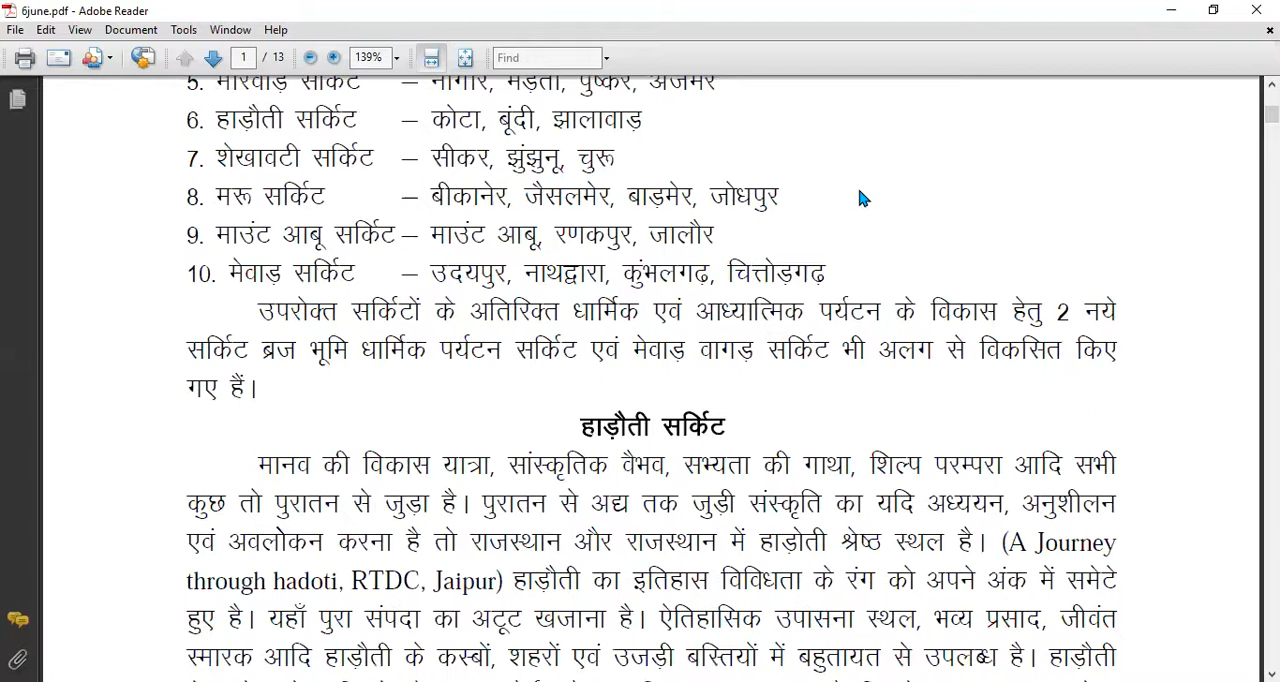 6june.pdf - Adobe Reader
File Edit View Document Tools Window Help
1 / 13 139% Find
5. मारवाड़ सर्किट – नागौर, मेड़ता, पुष्कर, अजमेर
6. हाड़ौती सर्किट – कोटा, बूंदी, झालावाड़
7. शेखावटी सर्किट – सीकर, झुंझुनू, चुरू
8. मरू सर्किट – बीकानेर, जैसलमेर, बाड़मेर, जोधपुर
9. माउंट आबू सर्किट – माउंट आबू, रणकपुर, जालौर
10. मेवाड़ सर्किट – उदयपुर, नाथद्वारा, कुंभलगढ़, चित्तोड़गढ़
उपरोक्त सर्किटों के अतिरिक्त धार्मिक एवं आध्यात्मिक पर्यटन के विकास हेतु 2 नये
सर्किट ब्रज भूमि धार्मिक पर्यटन सर्किट एवं मेवाड़ वागड़ सर्किट भी अलग से विकसित किए
गए हैं।
हाड़ौती सर्किट
मानव की विकास यात्रा, सांस्कृतिक वैभव, सभ्यता की गाथा, शिल्प परम्परा आदि सभी
कुछ तो पुरातन से जुड़ा है। पुरातन से अद्य तक जुड़ी संस्कृति का यदि अध्ययन, अनुशीलन
एवं अवलोकन करना है तो राजस्थान और राजस्थान में हाड़ोती श्रेष्ठ स्थल है। (A Journey
through hadoti, RTDC, Jaipur) हाड़ौती का इतिहास विविधता के रंग को अपने अंक में समेटे
हुए है। यहाँ पुरा संपदा का अटूट खजाना है। ऐतिहासिक उपासना स्थल, भव्य प्रसाद, जीवंत
स्मारक आदि हाड़ौती के कस्बों, शहरों एवं उजड़ी बस्तियों में बहुतायत से उपलब्ध है। हाड़ौती